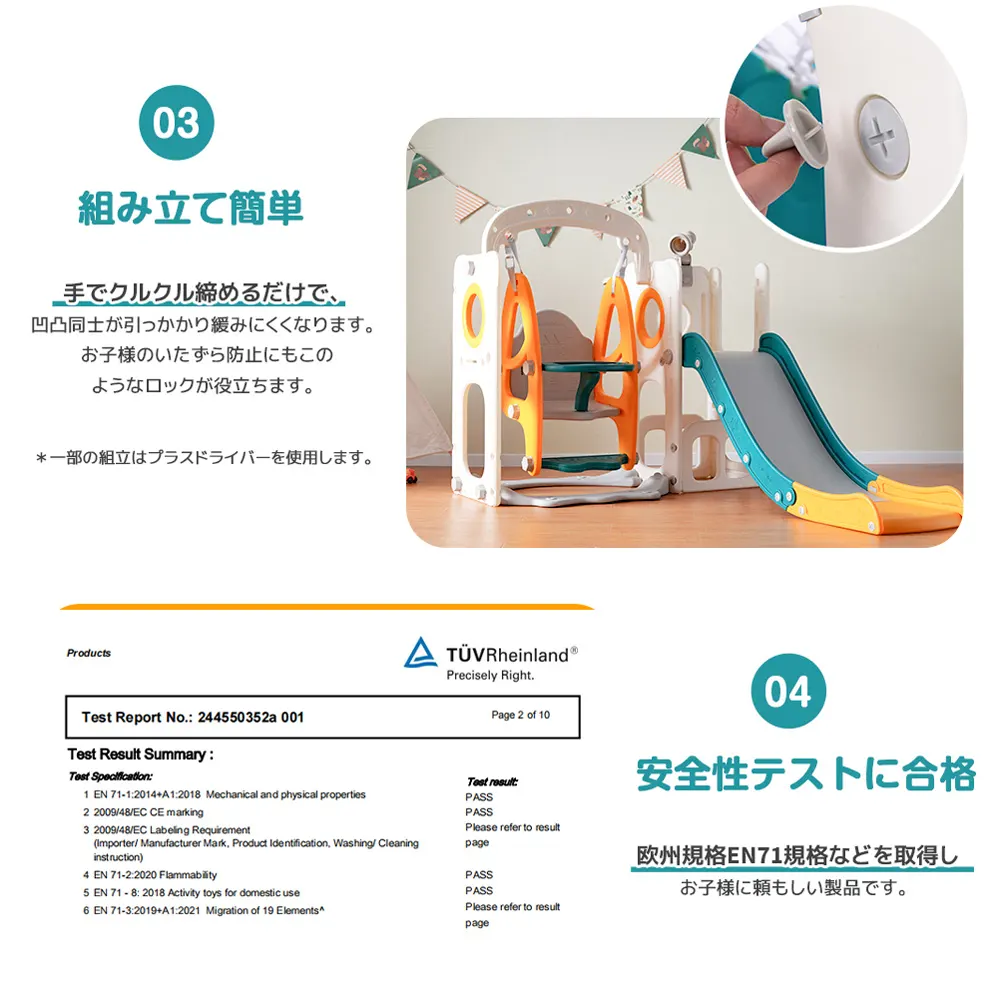 03
組み立て簡単
手でクルクル締めるだけで、
凹凸同士が引っかかり緩みにくくなります。
お子様のいたずら防止にもこの
ようなロックが役立ちます。
＊一部の組立はプラスドライバーを使用します。
Products
TÜVRheinland®
Precisely Right.
Test Report No.: 244550352a 001 Page 2 of 10
Test Result Summary :
Test Specification: Test result:
1 EN 71-1:2014+A1:2018 Mechanical and physical properties PASS
2 2009/48/EC CE marking PASS
3 2009/48/EC Labeling Requirement Please refer to result
(Importer/ Manufacturer Mark, Product Identification, Washing/ Cleaning page
instruction)
4 EN 71-2:2020 Flammability PASS
5 EN 71 - 8: 2018 Activity toys for domestic use PASS
6 EN 71-3:2019+A1:2021 Migration of 19 Elements^ Please refer to result
page
04
安全性テストに合格
欧州規格EN71規格などを取得し
お子様に頼もしい製品です。